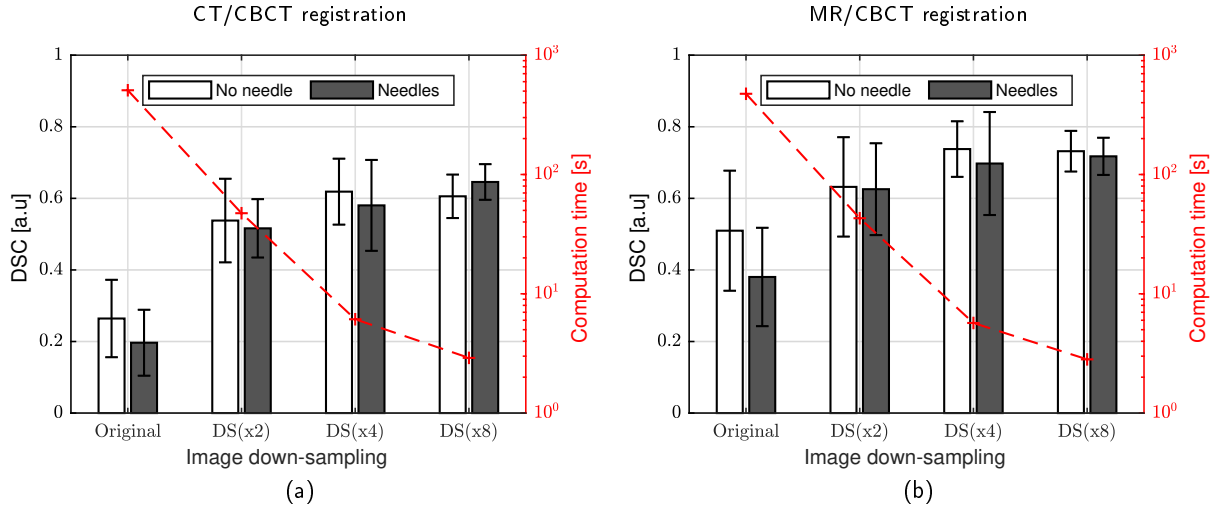 CT/CBCT registration
No needle
Needles
DSC [a.u]
1
0.8
0.6
0.4
0.2
0
10^3
10^2
10^1
10^0
Computation time [s]
Original
DS(x2)
DS(x4)
DS(x8)
Image down-sampling
(a)
MR/CBCT registration
No needle
Needles
DSC [a.u]
1
0.8
0.6
0.4
0.2
0
10^3
10^2
10^1
10^0
Computation time [s]
Original
DS(x2)
DS(x4)
DS(x8)
Image down-sampling
(b)